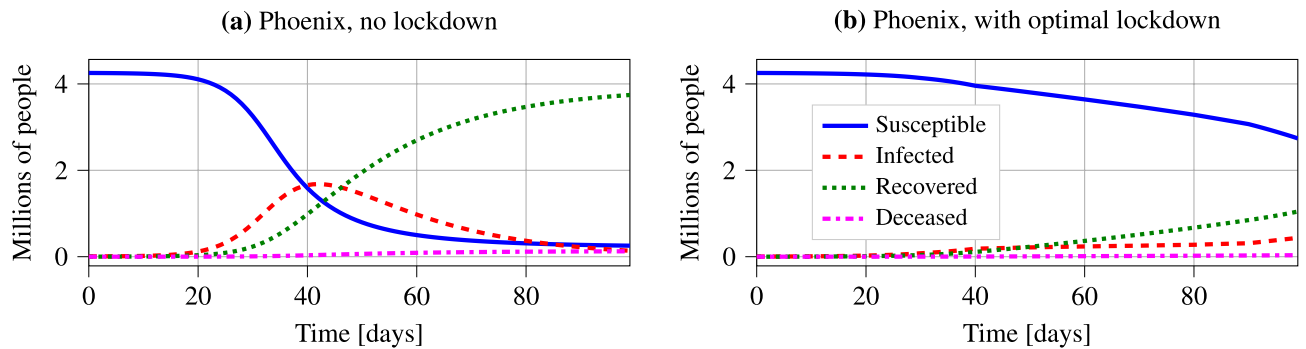 (a) Phoenix, no lockdown
Millions of people
4
2
0
0 20 40 60 80
Time [days]
(b) Phoenix, with optimal lockdown
Millions of people
4
2
0
Susceptible
Infected
Recovered
Deceased
0 20 40 60 80
Time [days]